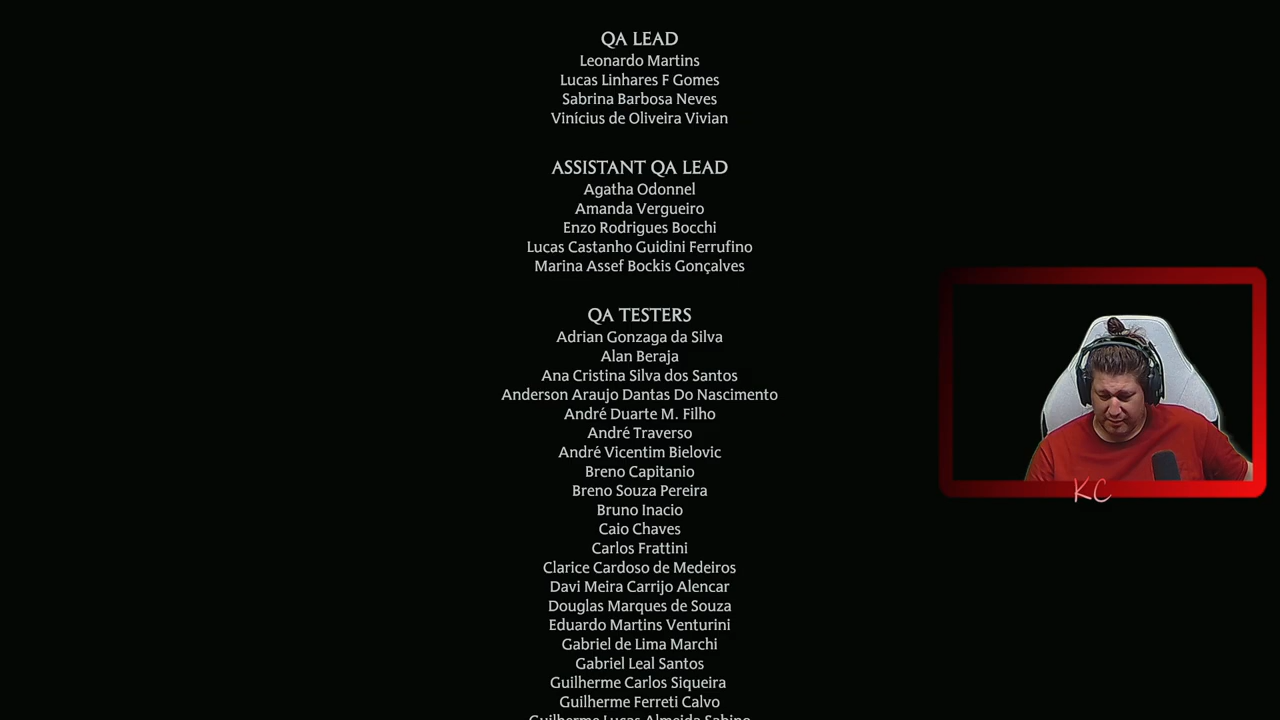 QA LEAD
Leonardo Martins
Lucas Linhares F Gomes
Sabrina Barbosa Neves
Vinícius de Oliveira Vivian
ASSISTANT QA LEAD
Agatha Odonnel
Amanda Vergueiro
Enzo Rodrigues Bocchi
Lucas Castanho Guidini Ferrufino
Marina Assef Bockis Gonçalves
QA TESTERS
Adrian Gonzaga da Silva
Alan Beraja
Ana Cristina Silva dos Santos
Anderson Araujo Dantas Do Nascimento
André Duarte M. Filho
André Traverso
André Vicentim Bielovic
Breno Capitanio
Breno Souza Pereira
Bruno Inacio
Caio Chaves
Carlos Frattini
Clarice Cardoso de Medeiros
Davi Meira Carrijo Alencar
Douglas Marques de Souza
Eduardo Martins Venturini
Gabriel de Lima Marchi
Gabriel Leal Santos
Guilherme Carlos Siqueira
Guilherme Ferreti Calvo
Guilherme Lucas Almeida Sabino
KC